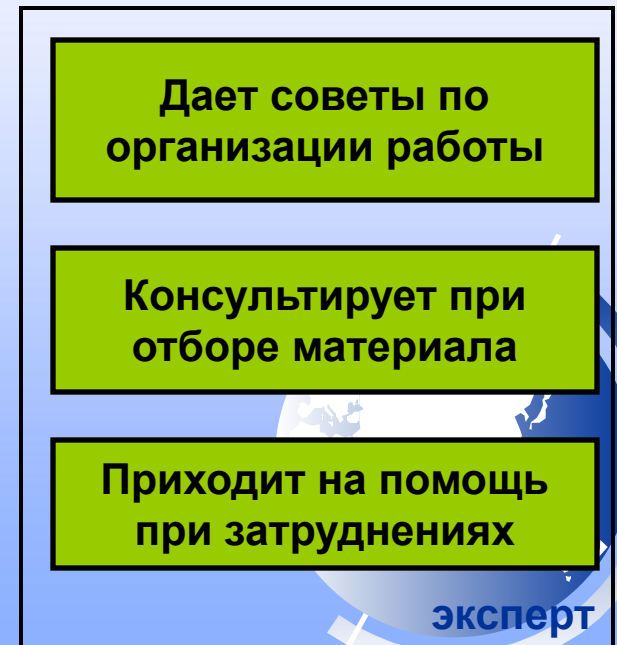 Дает советы по
организации работы
Консультирует при
отборе материала
Приходит на помощь
при затруднениях
эксперт